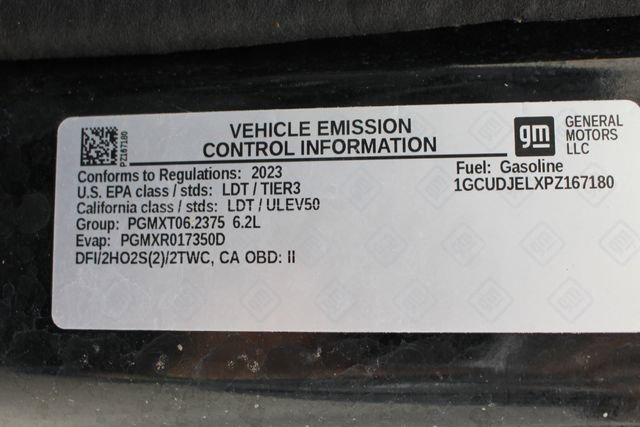 PZ167180
VEHICLE EMISSION
CONTROL INFORMATION
gm
GENERAL
MOTORS
LLC
Conforms to Regulations: 2023
U.S. EPA class / stds: LDT / TIER3
California class / stds: LDT / ULEV50
Group: PGMXT06.2375 6.2L
Evap: PGMXR017350D
DFI/2HO2S(2)/2TWC, CA OBD: II
Fuel: Gasoline
1GCUDJELXPZ167180